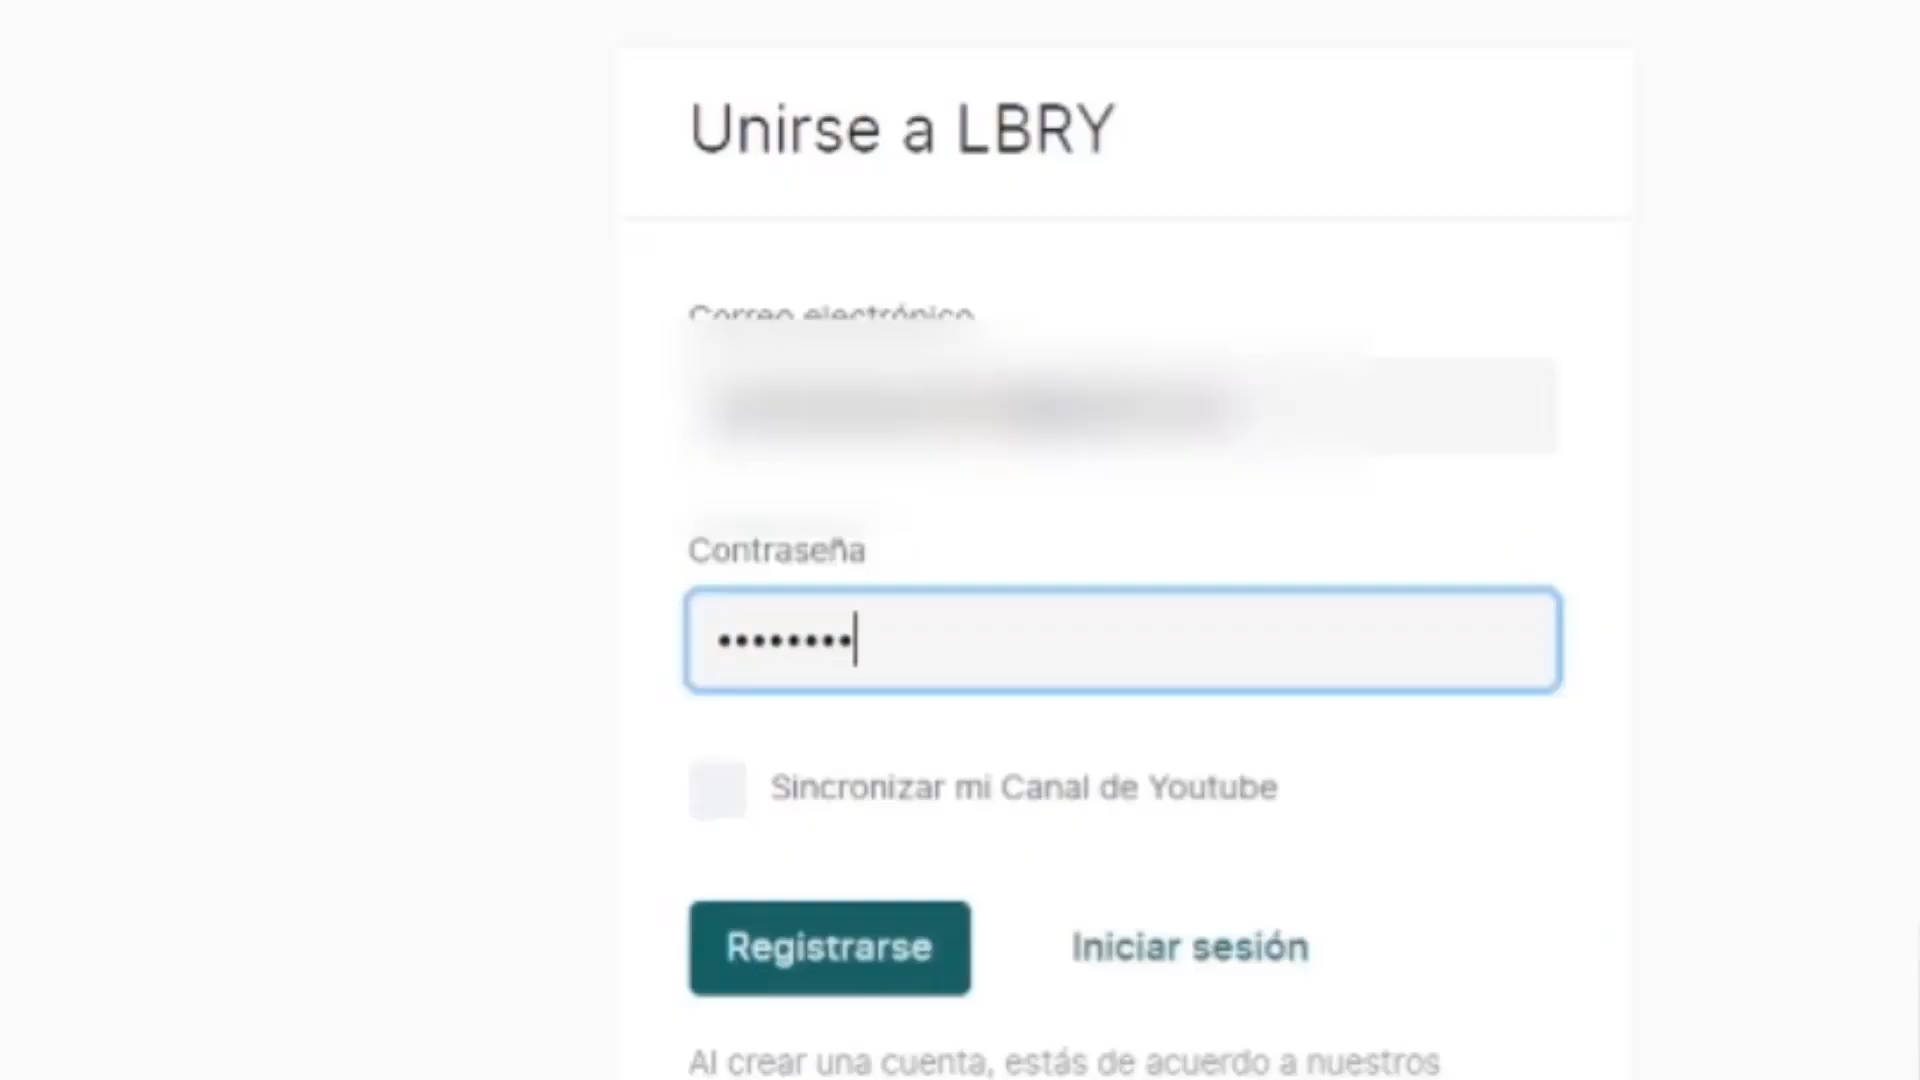 Unirse a LBRY
Correo electrónico
Contraseña
••••••••
Sincronizar mi Canal de Youtube
Registrarse
Iniciar sesión
Al crear una cuenta, estás de acuerdo a nuestros